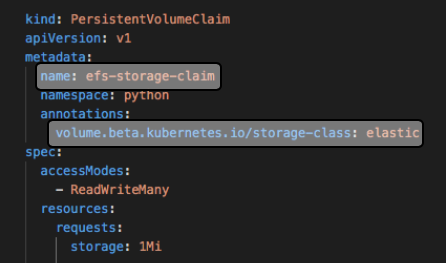 kind: PersistentVolumeClaim
apiVersion: v1
metadata:
  name: efs-storage-claim
  namespace: python
  annotations:
    volume.beta.kubernetes.io/storage-class: elastic
spec:
  accessModes:
    - ReadWriteMany
  resources:
    requests:
      storage: 1Mi